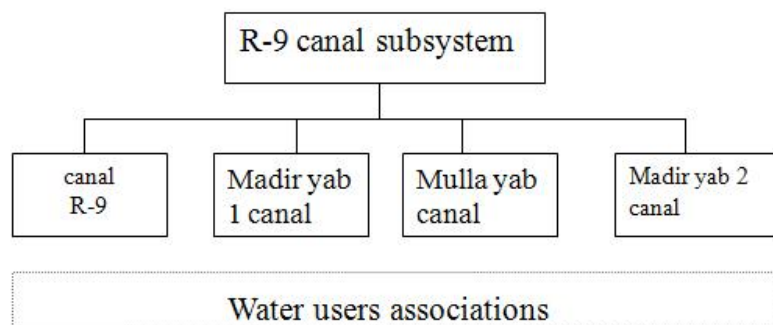 R-9 canal subsystem
canal
R-9
Madir yab
1 canal
Mulla yab
canal
Madir yab 2
canal
Water users associations